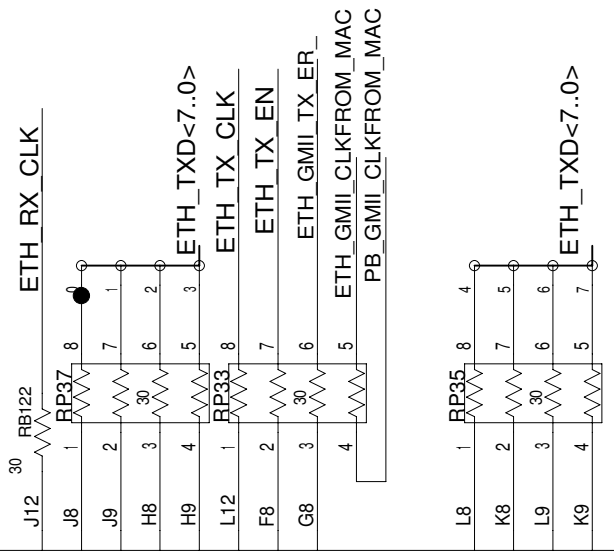 30 RB122 ETH_RX_CLK
J12
RP37
J8 1 8 0
J9 2 7 1
30
H8 3 6 2
H9 4 5 3
ETH_TXD<7..0>
RP33
L12 1 8 ETH_TX_CLK
F8 2 7 ETH_TX_EN
30
G8 3 6 ETH_GMII_TX_ER_
4 5 ETH_GMII_CLKFROM_MAC
PB_GMII_CLKFROM_MAC
RP35
L8 1 8 4
K8 2 7 5
30
L9 3 6 6
K9 4 5 7
ETH_TXD<7..0>